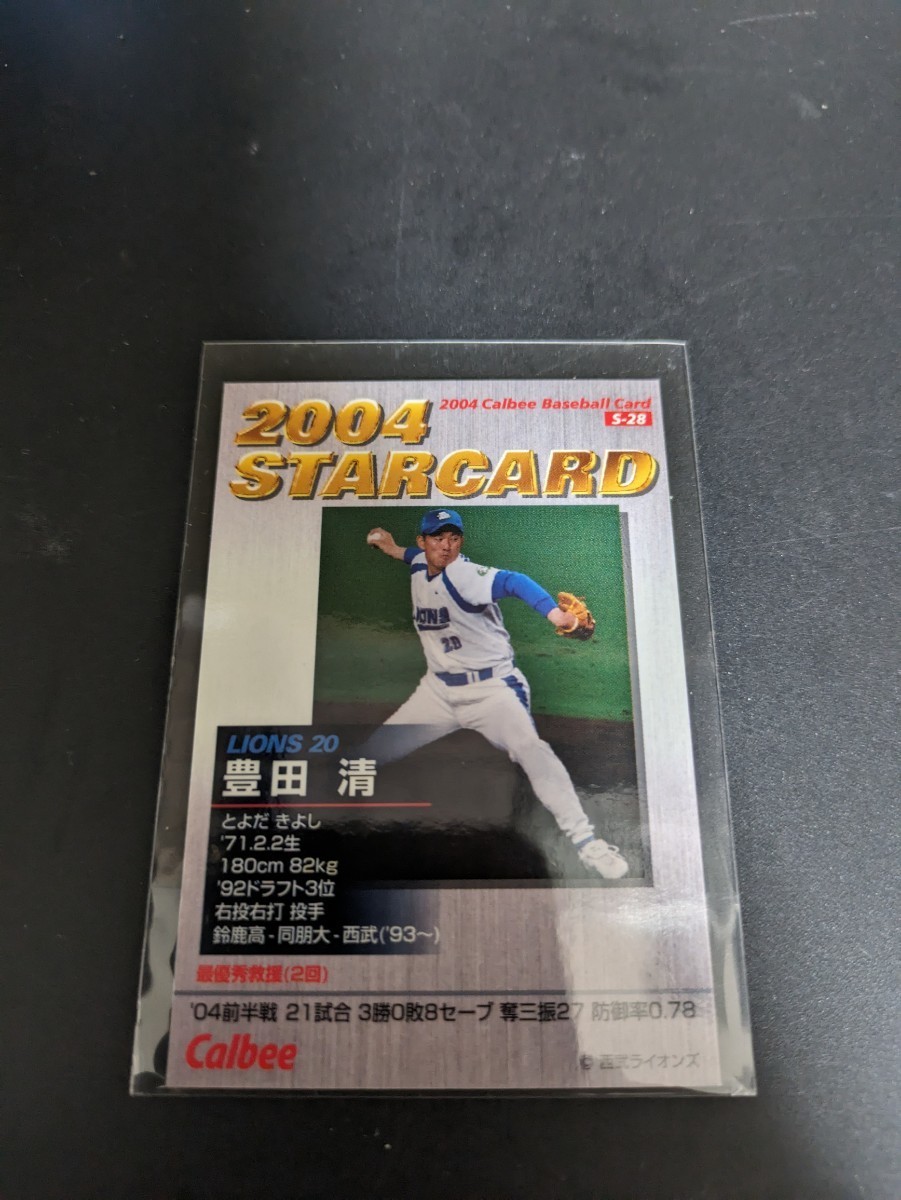 2004 Calbee Baseball Card
S-28
2004
STARCARD
LIONS
20
LIONS 20
豊田 清
とよだ きよし
'71.2.2生
180cm 82kg
'92ドラフト3位
右投右打 投手
鈴鹿高-同朋大-西武('93～)
最優秀救援(2回)
'04前半戦 21試合 3勝0敗8セーブ 奪三振27 防御率0.78
Calbee
© 西武ライオンズ